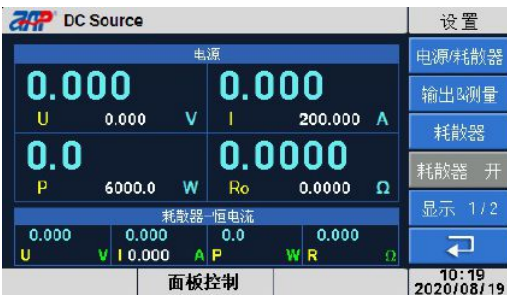 AAP DC Source
设置
电源
0.000 0.000
U 0.000 V I 200.000 A
0.0 0.0000
P 6000.0 W Ro 0.0000 Ω
耗散器-恒电流
0.000 0.000 0.0 0.000
U V I 0.000 A P W R Ω
电源/耗散器
输出&测量
耗散器
耗散器 开
显示 1/2
面板控制
10:19
2020/08/19